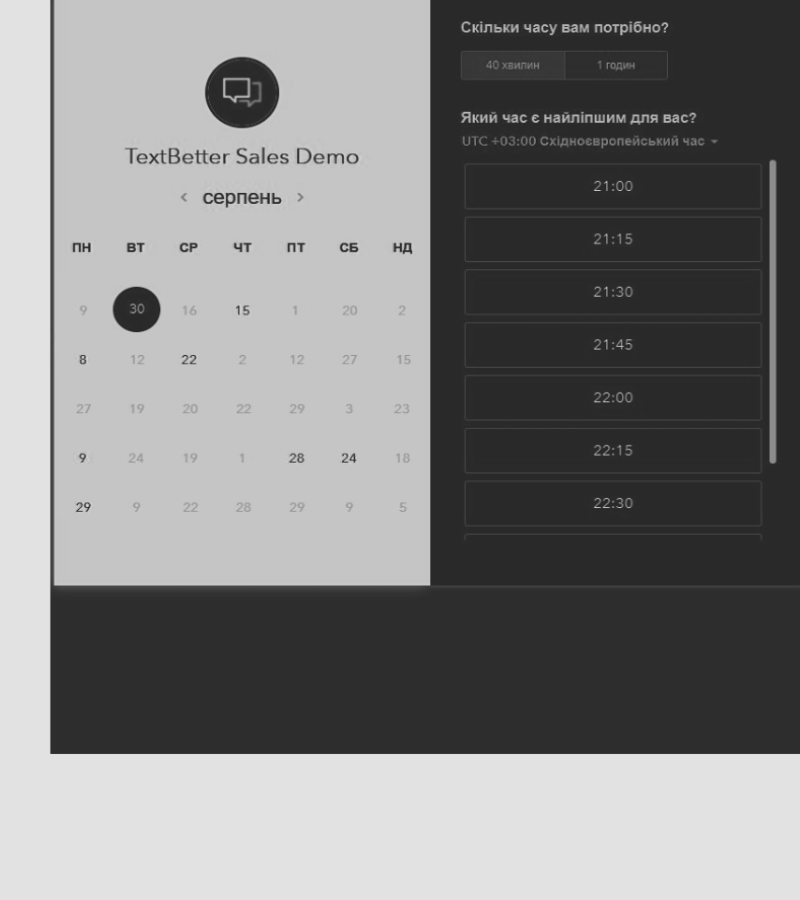 TextBetter Sales Demo
‹ серпень ›
ПН ВТ СР ЧТ ПТ СБ НД
9 30 16 15 1 20 2
8 12 22 2 12 27 15
27 19 20 22 29 3 23
9 24 19 1 28 24 18
29 9 22 28 29 9 5
Скільки часу вам потрібно?
40 хвилин 1 годин
Який час є найліпшим для вас?
UTC +03:00 Східноєвропейський час
21:00
21:15
21:30
21:45
22:00
22:15
22:30